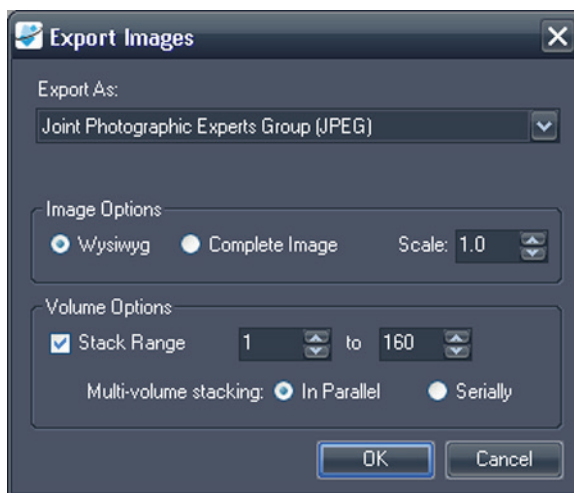 Export Images
Export As:
Joint Photographic Experts Group (JPEG)
Image Options
Wysiwyg Complete Image Scale: 1.0
Volume Options
Stack Range 1 to 160
Multi-volume stacking: In Parallel Serially
OK Cancel